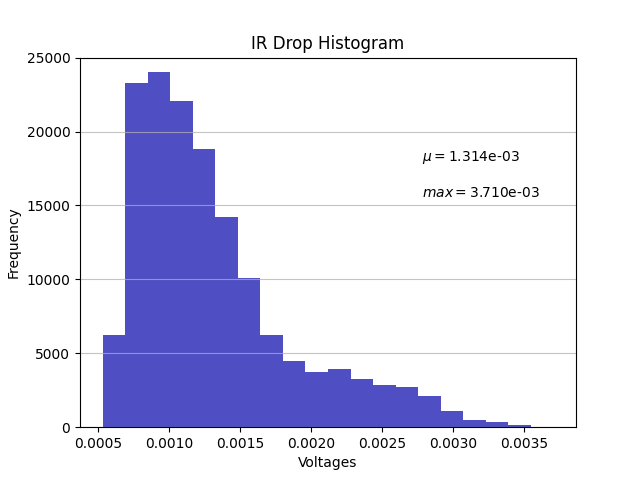 IR Drop Histogram
25000
20000
15000
10000
5000
0
Frequency
μ = 1.314e-03
max = 3.710e-03
0.0005 0.0010 0.0015 0.0020 0.0025 0.0030 0.0035
Voltages